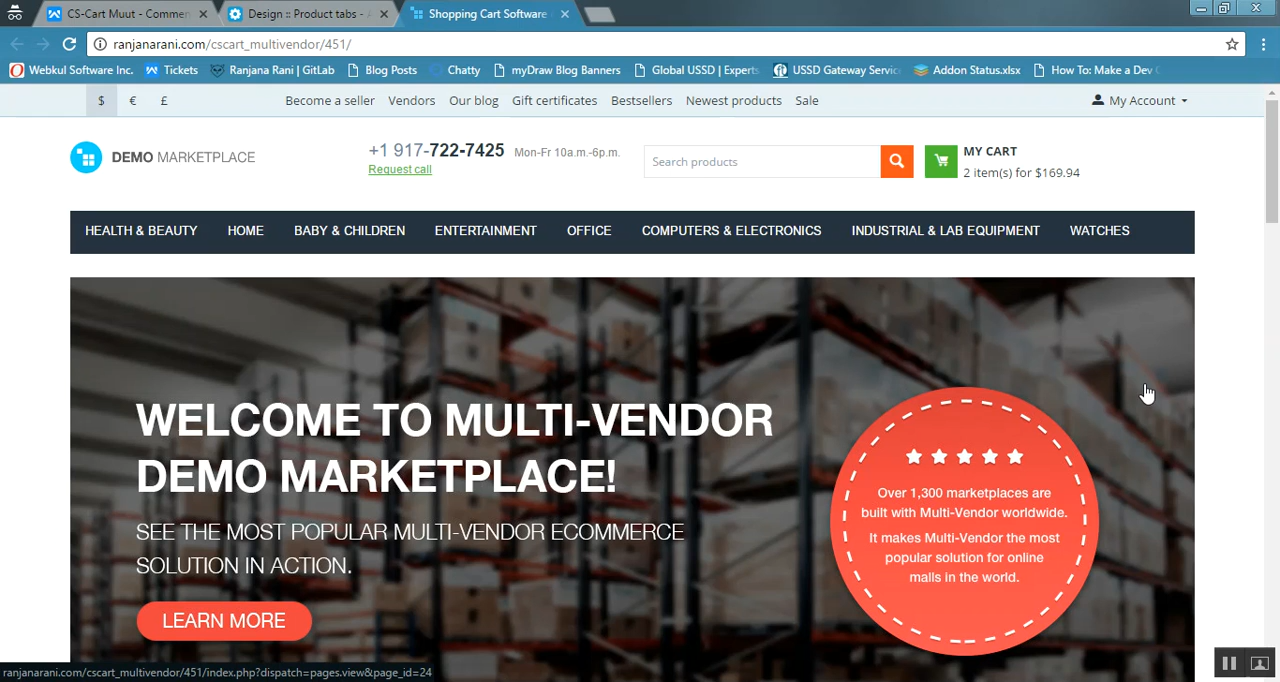 CS-Cart Muut - Commen
Design :: Product tabs - A
Shopping Cart Software
ranjanarani.com/cscart_multivendor/451/
Webkul Software Inc.
Tickets
Ranjana Rani | GitLab
Blog Posts
Chatty
myDraw Blog Banners
Global USSD | Experts
USSD Gateway Servic
Addon Status.xlsx
How To: Make a Dev C
$ € £
Become a seller
Vendors
Our blog
Gift certificates
Bestsellers
Newest products
Sale
My Account
DEMO MARKETPLACE
+1 917-722-7425 Mon-Fr 10a.m.-6p.m.
Request call
Search products
MY CART
2 item(s) for $169.94
HEALTH & BEAUTY
HOME
BABY & CHILDREN
ENTERTAINMENT
OFFICE
COMPUTERS & ELECTRONICS
INDUSTRIAL & LAB EQUIPMENT
WATCHES
WELCOME TO MULTI-VENDOR
DEMO MARKETPLACE!
SEE THE MOST POPULAR MULTI-VENDOR ECOMMERCE
SOLUTION IN ACTION.
LEARN MORE
Over 1,300 marketplaces are
built with Multi-Vendor worldwide.
It makes Multi-Vendor the most
popular solution for online
malls in the world.
ranjanarani.com/cscart_multivendor/451/index.php?dispatch=pages.view&page_id=24